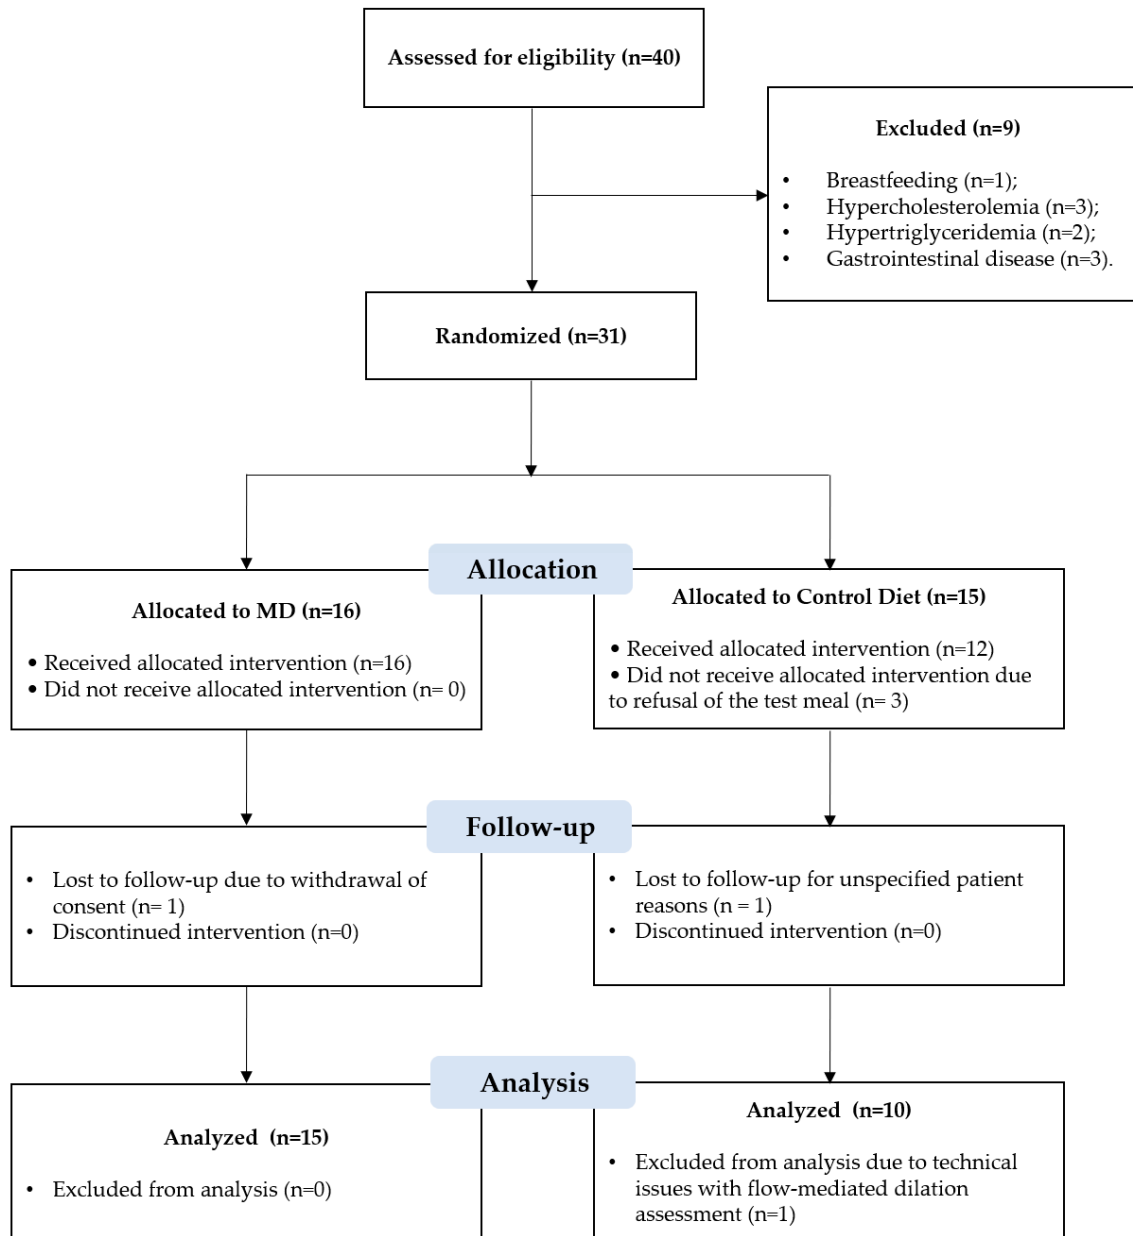 Assessed for eligibility (n=40)
Excluded (n=9)
• Breastfeeding (n=1);
• Hypercholesterolemia (n=3);
• Hypertriglyceridemia (n=2);
• Gastrointestinal disease (n=3).
Randomized (n=31)
Allocation
Allocated to MD (n=16)
• Received allocated intervention (n=16)
• Did not receive allocated intervention (n= 0)
Allocated to Control Diet (n=15)
• Received allocated intervention (n=12)
• Did not receive allocated intervention due
to refusal of the test meal (n= 3)
Follow-up
• Lost to follow-up due to withdrawal of
consent (n= 1)
• Discontinued intervention (n=0)
• Lost to follow-up for unspecified patient
reasons (n = 1)
• Discontinued intervention (n=0)
Analysis
Analyzed (n=15)
• Excluded from analysis (n=0)
Analyzed (n=10)
• Excluded from analysis due to technical
issues with flow-mediated dilation
assessment (n=1)